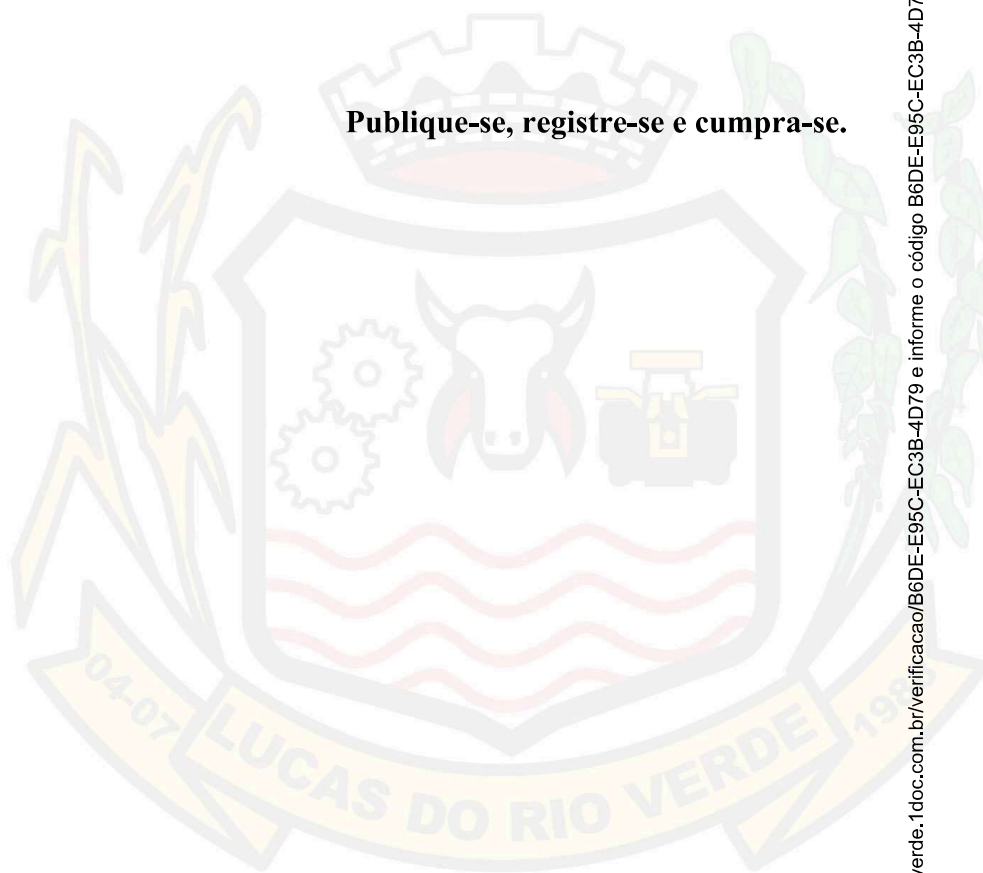 Publique-se, registre-se e cumpra-se.
04-07
LUCAS DO RIO VERDE
verde.1doc.com.br/verificacao/B6DE-E95C-EC3B-4D79 e informe o código B6DE-E95C-EC3B-4D7